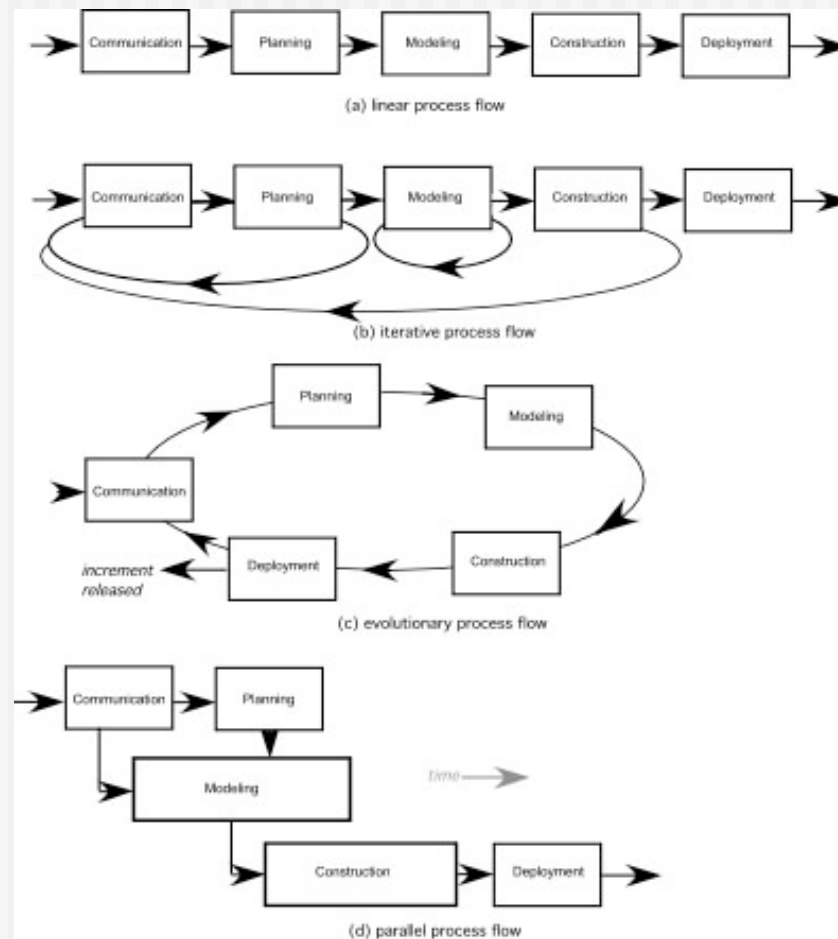 Communication
Planning
Modeling
Construction
Deployment
(a) linear process flow
Communication
Planning
Modeling
Construction
Deployment
(b) iterative process flow
Planning
Modeling
Communication
Construction
Deployment
increment
released
(c) evolutionary process flow
Communication
Planning
Modeling
time
Construction
Deployment
(d) parallel process flow